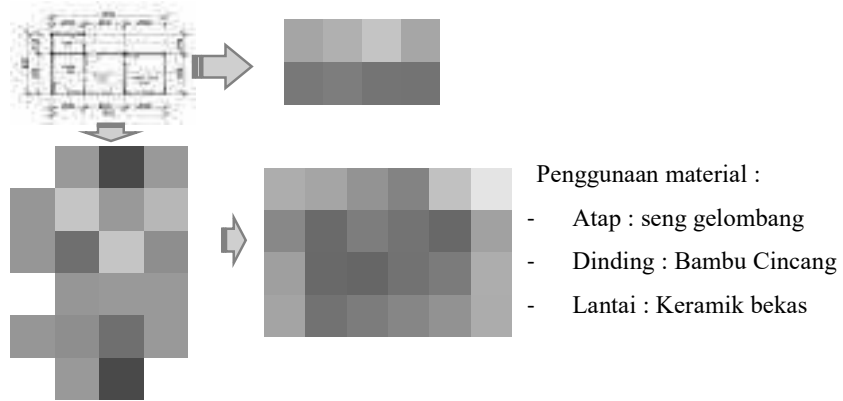 Penggunaan material :
- Atap : seng gelombang
- Dinding : Bambu Cincang
- Lantai : Keramik bekas